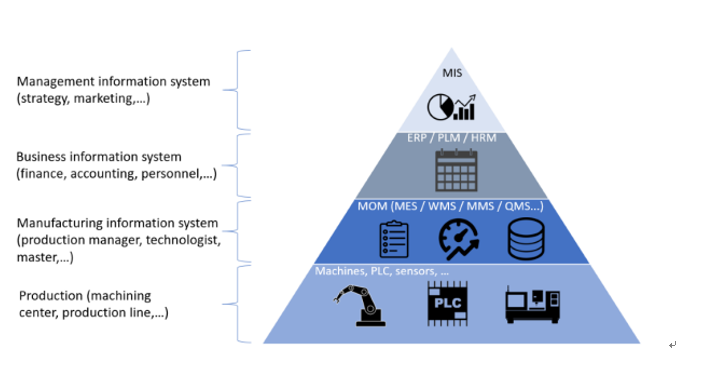 Management information system
(strategy, marketing,…)
MIS
Business information system
(finance, accounting, personnel,…)
ERP / PLM / HRM
Manufacturing information system
(production manager, technologist,
master,…)
MOM (MES / WMS / MMS / QMS…)
Production (machining
center, production line,…)
Machines, PLC, sensors, …
PLC